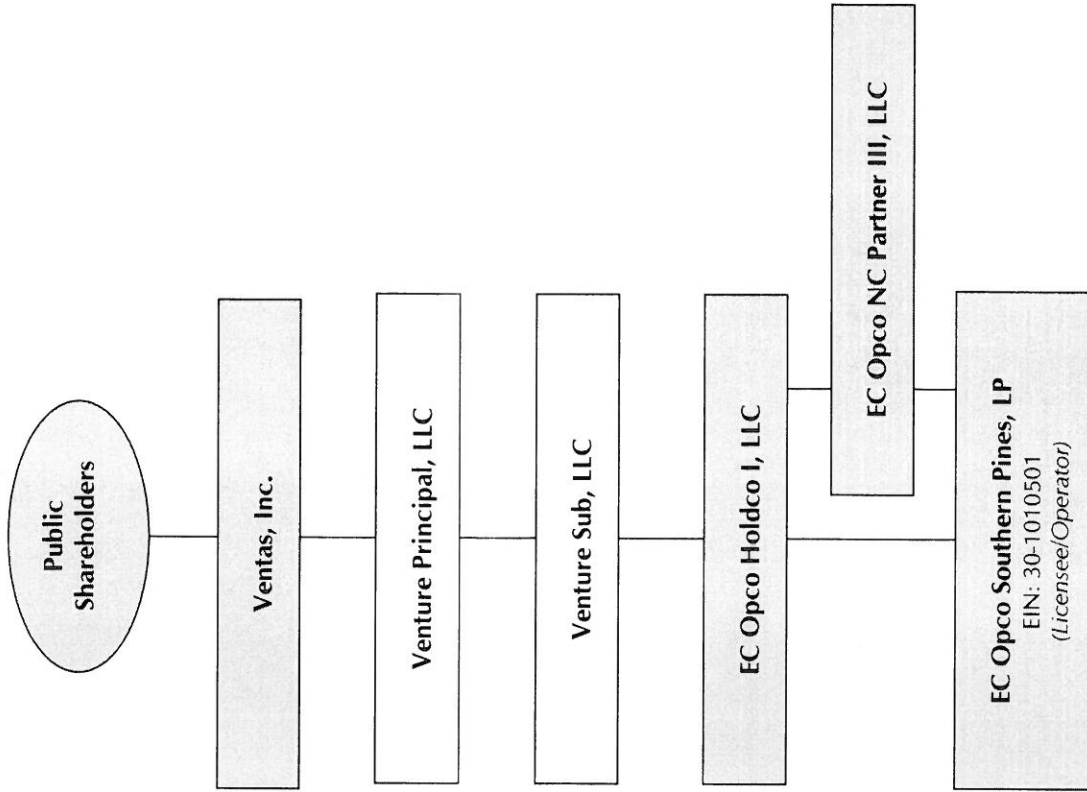 Public
Shareholders
Ventas, Inc.
Venture Principal, LLC
Venture Sub, LLC
EC Opco Holdco I, LLC
EC Opco NC Partner III, LLC
EC Opco Southern Pines, LP
EIN: 30-1010501
(Licensee/Operator)